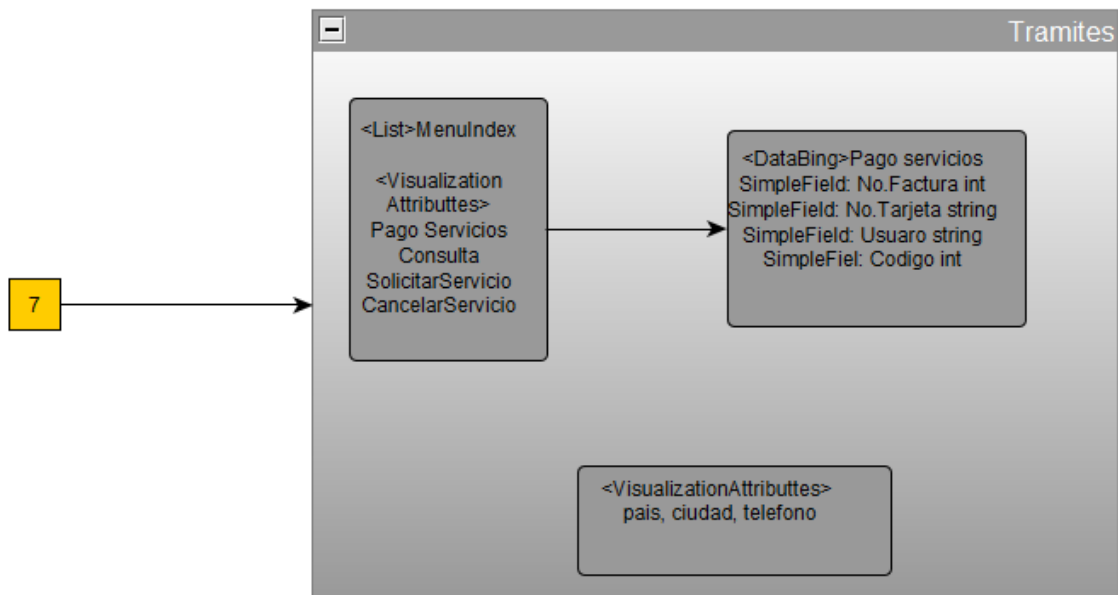 Tramites
<List>MenuIndex
<Visualization
Attributtes>
Pago Servicios
Consulta
SolicitarServicio
CancelarServicio
<DataBing>Pago servicios
SimpleField: No.Factura int
SimpleField: No.Tarjeta string
SimpleField: Usuaro string
SimpleFiel: Codigo int
7
<VisualizationAttributtes>
pais, ciudad, telefono